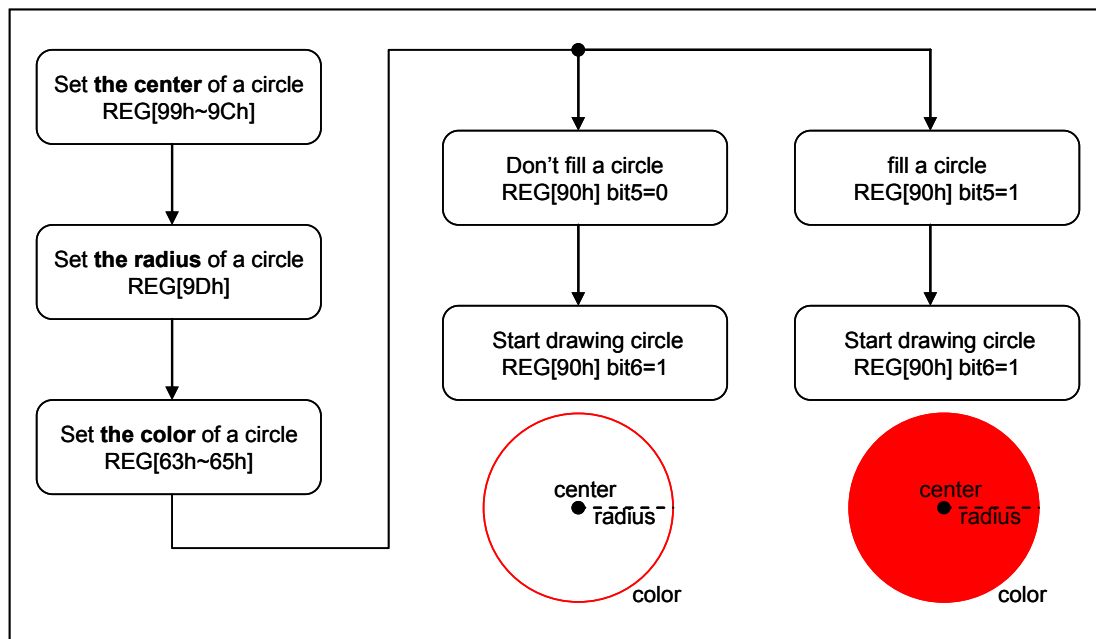 Set the center of a circle
REG[99h~9Ch]
Set the radius of a circle
REG[9Dh]
Set the color of a circle
REG[63h~65h]
Don't fill a circle
REG[90h] bit5=0
Start drawing circle
REG[90h] bit6=1
center
radius
color
fill a circle
REG[90h] bit5=1
Start drawing circle
REG[90h] bit6=1
center
radius
color